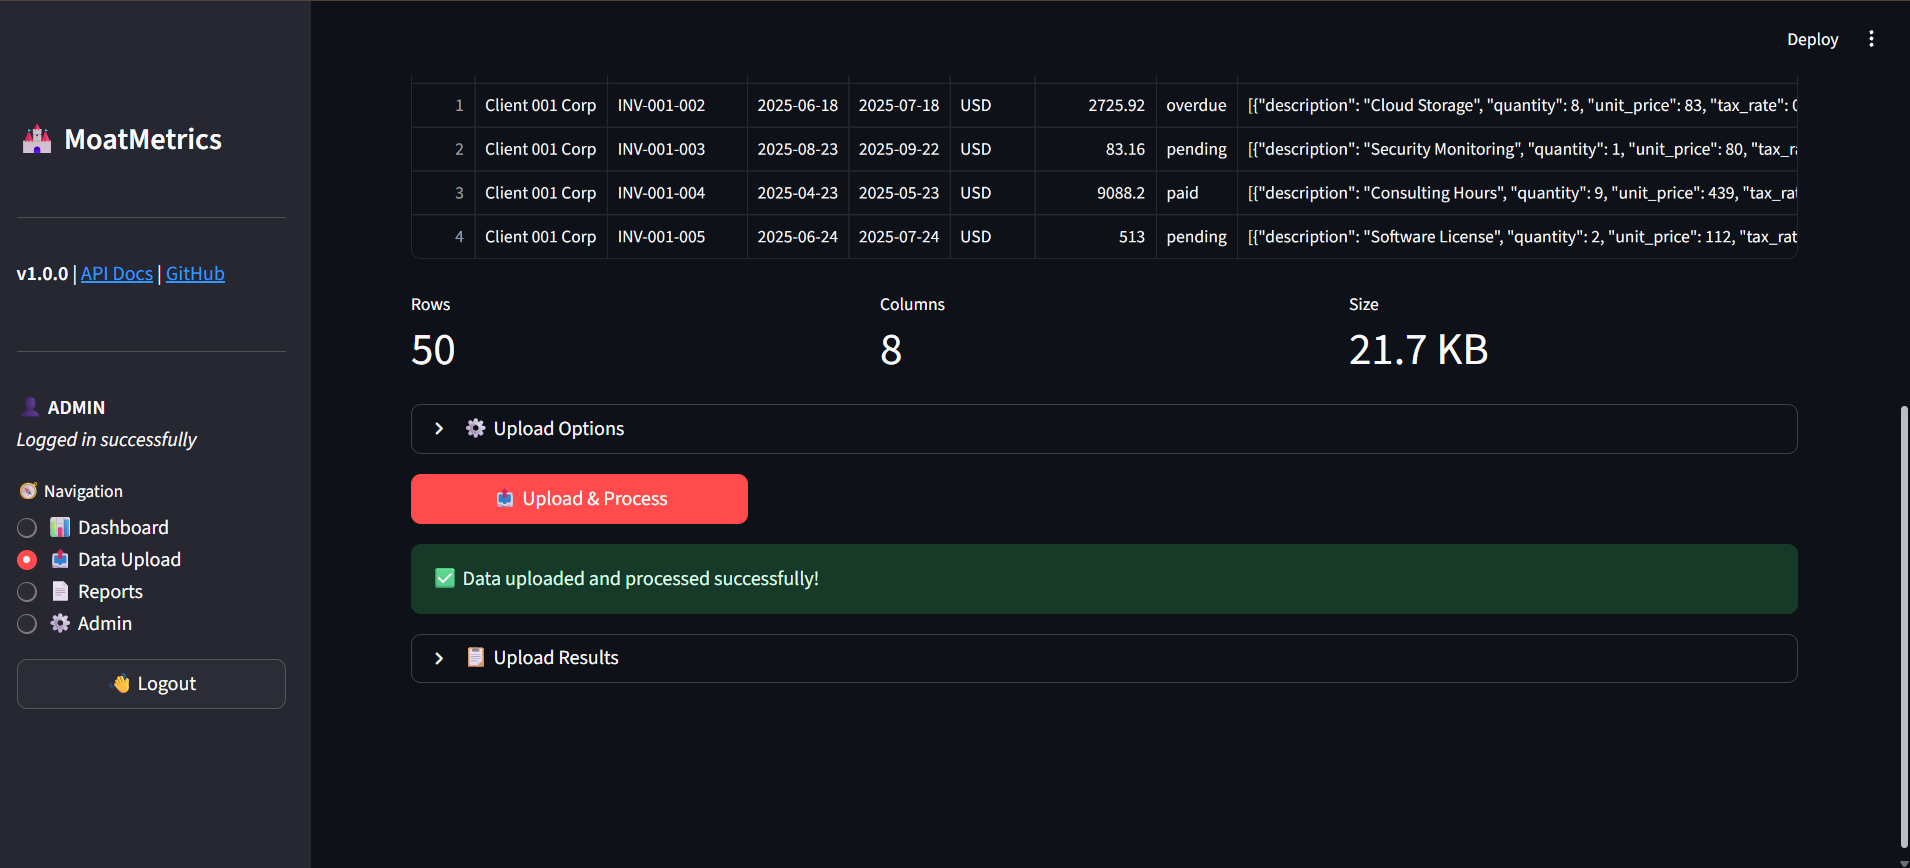 Deploy
MoatMetrics
v1.0.0 | API Docs | GitHub
ADMIN
Logged in successfully
Navigation
Dashboard
Data Upload
Reports
Admin
Logout
1 Client 001 Corp INV-001-002 2025-06-18 2025-07-18 USD 2725.92 overdue [{"description": "Cloud Storage", "quantity": 8, "unit_price": 83, "tax_rate": 0
2 Client 001 Corp INV-001-003 2025-08-23 2025-09-22 USD 83.16 pending [{"description": "Security Monitoring", "quantity": 1, "unit_price": 80, "tax_ra
3 Client 001 Corp INV-001-004 2025-04-23 2025-05-23 USD 9088.2 paid [{"description": "Consulting Hours", "quantity": 9, "unit_price": 439, "tax_rat
4 Client 001 Corp INV-001-005 2025-06-24 2025-07-24 USD 513 pending [{"description": "Software License", "quantity": 2, "unit_price": 112, "tax_rat
Rows Columns Size
50 8 21.7 KB
Upload Options
Upload & Process
Data uploaded and processed successfully!
Upload Results